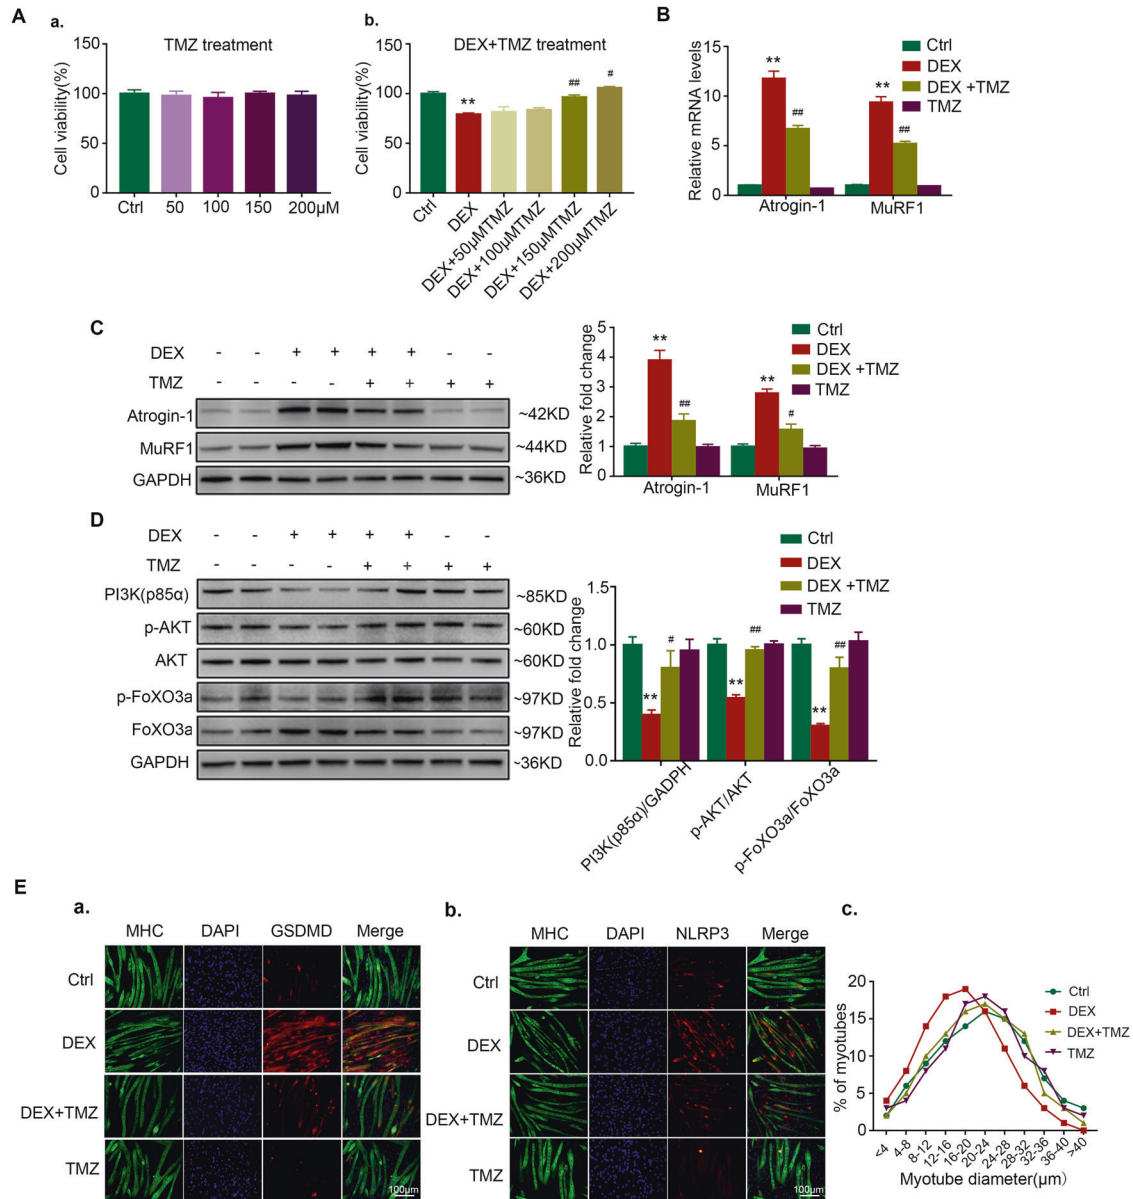 A
a.
TMZ treatment
Cell viability(%)
150
100
50
0
Ctrl 50 100 150 200μM
b.
DEX+TMZ treatment
Cell viability(%)
150
100
50
0
**
##
#
Ctrl
DEX
DEX+50μMTMZ
DEX+100μMTMZ
DEX+150μMTMZ
DEX+200μMTMZ
B
Relative mRNA levels
15
10
5
0
** ## ** ##
Atrogin-1 MuRF1
Ctrl
DEX
DEX +TMZ
TMZ
C
DEX - - + + + + - -
TMZ - - - - + + + +
Atrogin-1 ~42KD
MuRF1 ~44KD
GAPDH ~36KD
Relative fold change
5
4
3
2
1
0
** ## ** #
Atrogin-1 MuRF1
Ctrl
DEX
DEX +TMZ
TMZ
D
DEX - - + + + + - -
TMZ - - - - + + + +
PI3K(p85α) ~85KD
p-AKT ~60KD
AKT ~60KD
p-FoXO3a ~97KD
FoXO3a ~97KD
GAPDH ~36KD
Relative fold change
1.5
1.0
0.5
0.0
** # ** ## ** ##
PI3K(p85α)/GADPH
p-AKT/AKT
p-FoXO3a/FoXO3a
Ctrl
DEX
DEX +TMZ
TMZ
E
a.
MHC DAPI GSDMD Merge
Ctrl
DEX
DEX+TMZ
TMZ
100μm
b.
MHC DAPI NLRP3 Merge
Ctrl
DEX
DEX+TMZ
TMZ
100μm
c.
% of myotubes
20
15
10
5
0
<4 4-8 8-12 12-16 16-20 20-24 24-28 28-32 32-36 36-40 >40
Myotube diameter(μm)
Ctrl
DEX
DEX+TMZ
TMZ